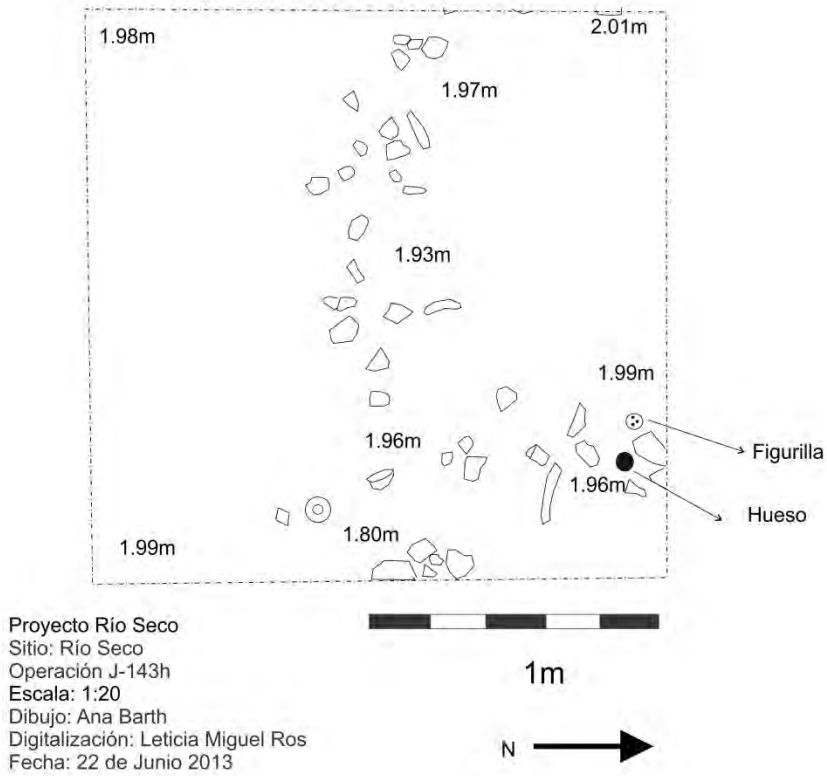 1.98m
2.01m
1.97m
1.93m
1.99m
1.96m
Figurilla
1.96m
Hueso
1.80m
1.99m
Proyecto Río Seco
Sitio: Río Seco
Operación J-143h
Escala: 1:20
Dibujo: Ana Barth
Digitalización: Leticia Miguel Ros
Fecha: 22 de Junio 2013
1m
N